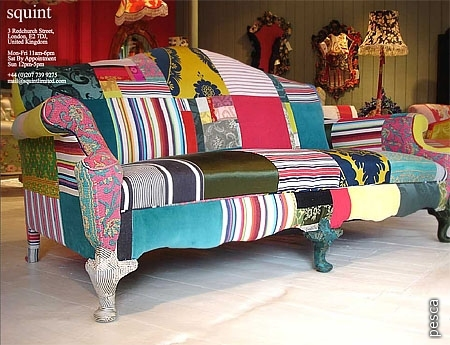 squint
3 Redchurch Street,
London, E2 7DJ,
United Kingdom
Mon-Fri 11am-6pm
Sat By Appointment
Sun 12pm-5pm
+44 (0)207 739 9275
mail@squintlimited.com
pesca